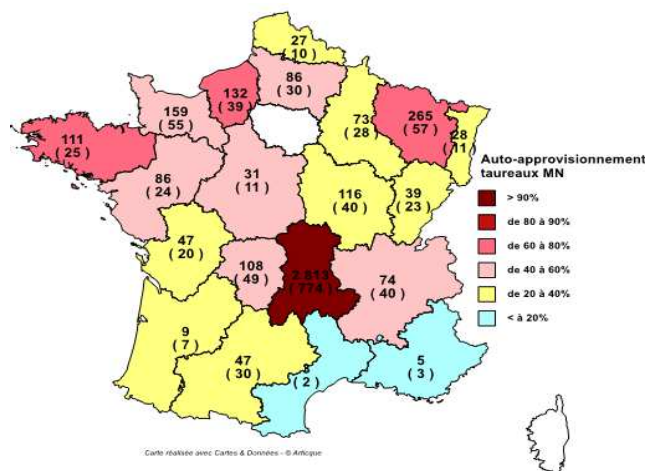 27
( 10 )
86
( 30 )
132
( 39 )
159
( 55 )
73
( 28 )
265
( 57 )
28
( 11 )
111
( 25 )
86
( 24 )
31
( 11 )
116
( 40 )
39
( 23 )
47
( 20 )
108
( 49 )
2 813
( 774 )
74
( 40 )
9
( 7 )
47
( 30 )
( 2 )
5
( 3 )
Auto-approvisionnement
taureaux MN
> 90%
de 80 à 90%
de 60 à 80%
de 40 à 60%
de 20 à 40%
< à 20%
Carte réalisée avec Cartes & Données - © Articque